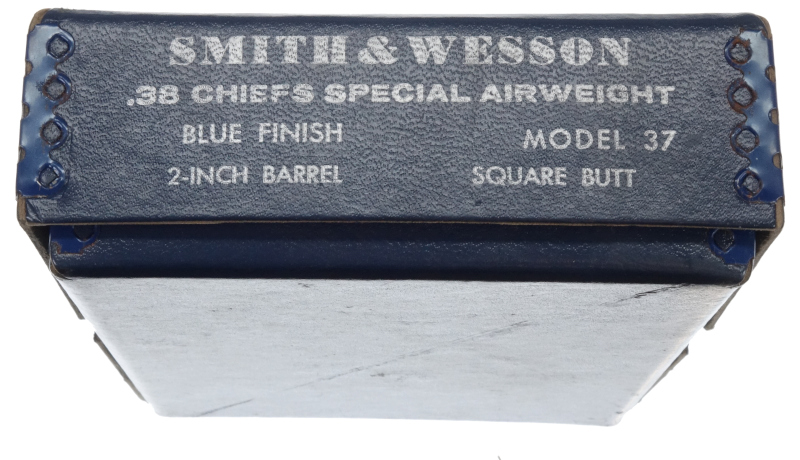 SMITH & WESSON
.38 CHIEFS SPECIAL AIRWEIGHT
BLUE FINISH MODEL 37
2-INCH BARREL SQUARE BUTT